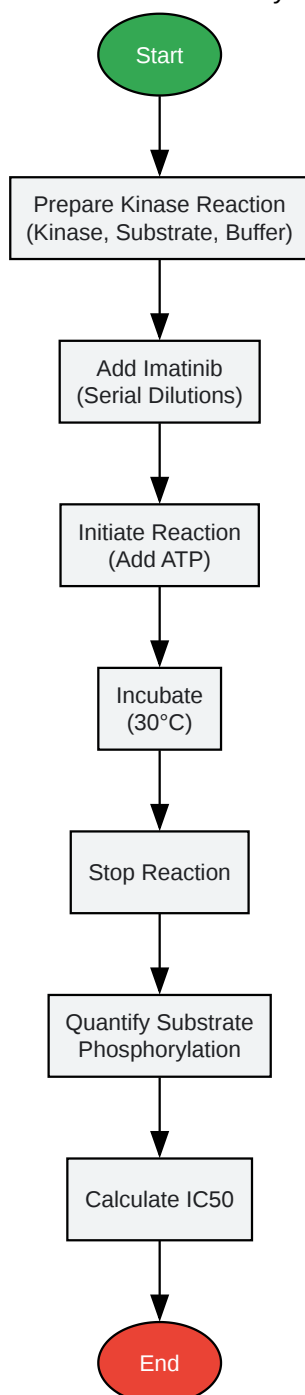 Start
Prepare Kinase Reaction
(Kinase, Substrate, Buffer)
Add Imatinib
(Serial Dilutions)
Initiate Reaction
(Add ATP)
Incubate
(30°C)
Stop Reaction
Quantify Substrate
Phosphorylation
Calculate IC50
End